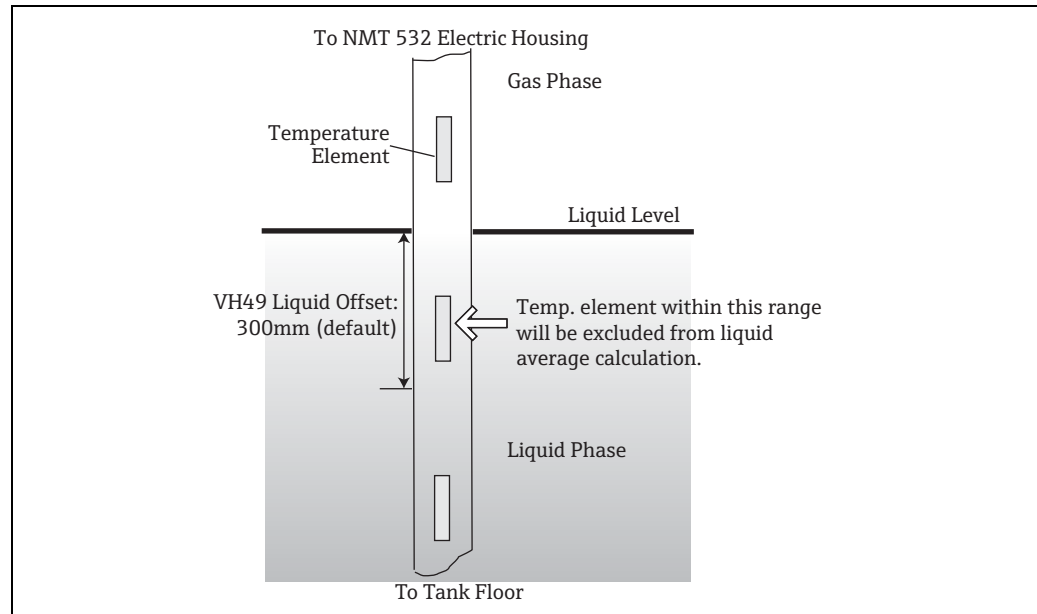 To NMT 532 Electric Housing
Gas Phase
Temperature
Element
Liquid Level
VH49 Liquid Offset:
300mm (default)
Temp. element within this range
will be excluded from liquid
average calculation.
Liquid Phase
To Tank Floor